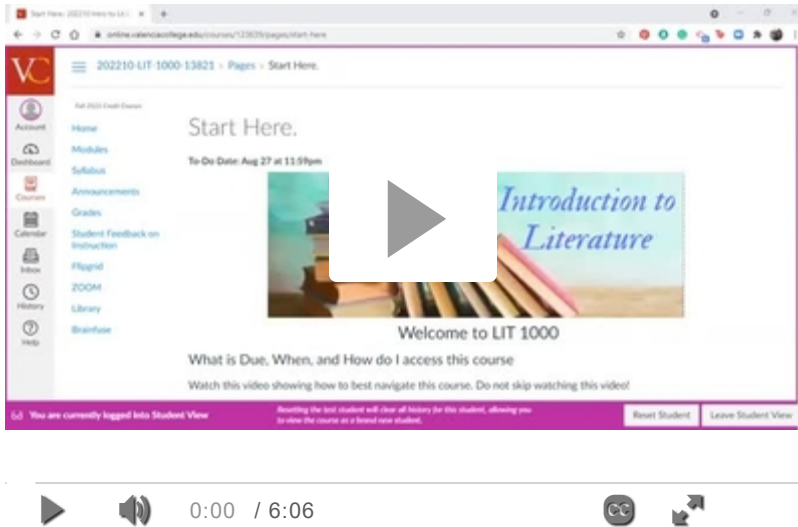 Start Here: 202210 Intro to Lit
online.valenciacollege.edu/courses/123639/pages/start-here
VC
202210-LIT-1000-13821 › Pages › Start Here.
Fall 2021 Credit Courses
Account
Home
Modules
Dashboard
Syllabus
Courses
Announcements
Grades
Calendar
Student Feedback on
Instruction
Inbox
Flipgrid
ZOOM
History
Library
Help
Brainfuse
Start Here.
To-Do Date: Aug 27 at 11:59pm
Introduction to
Literature
Welcome to LIT 1000
What is Due, When, and How do I access this course
Watch this video showing how to best navigate this course. Do not skip watching this video!
You are currently logged into Student View
Resetting the test student will clear all history for this student, allowing you
to view the course as a brand new student.
Reset Student
Leave Student View
0:00 / 6:06
CC